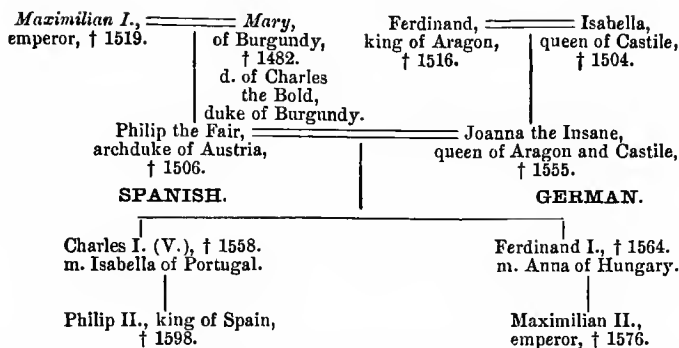 Maximilian I., Mary, Ferdinand, Isabella,
emperor, † 1519. of Burgundy, king of Aragon, queen of Castile,
† 1482. † 1516. † 1504.
d. of Charles
the Bold,
duke of Burgundy.
Philip the Fair, Joanna the Insane,
archduke of Austria, queen of Aragon and Castile,
† 1506. † 1555.
SPANISH. GERMAN.
Charles I. (V.), † 1558. Ferdinand I., † 1564.
m. Isabella of Portugal. m. Anna of Hungary.
Philip II., king of Spain, Maximilian II.,
† 1598. emperor, † 1576.